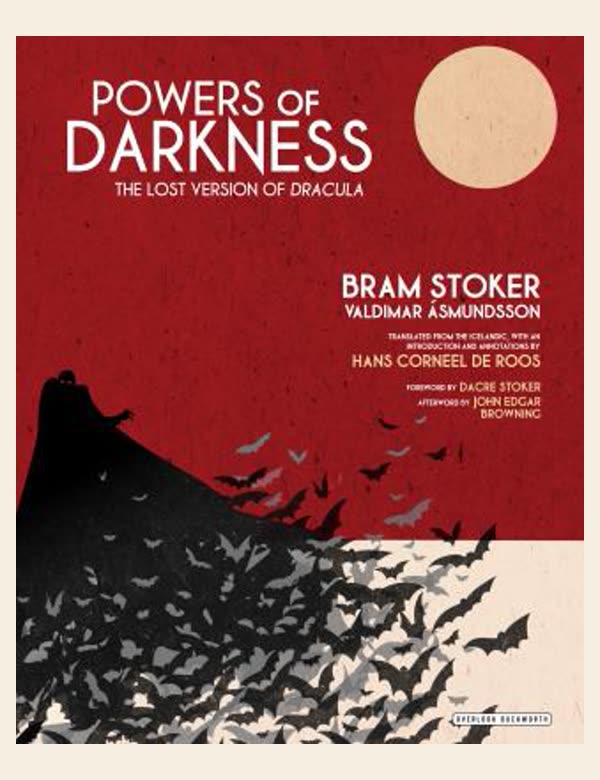 POWERS OF
DARKNESS
THE LOST VERSION OF DRACULA
BRAM STOKER
VALDIMAR ÁSMUNDSSON
TRANSLATED FROM THE ICELANDIC, WITH AN
INTRODUCTION AND ANNOTATIONS BY
HANS CORNEEL DE ROOS
FOREWORD BY DACRE STOKER
AFTERWORD BY JOHN EDGAR
BROWNING
OVERLOOK DUCKWORTH